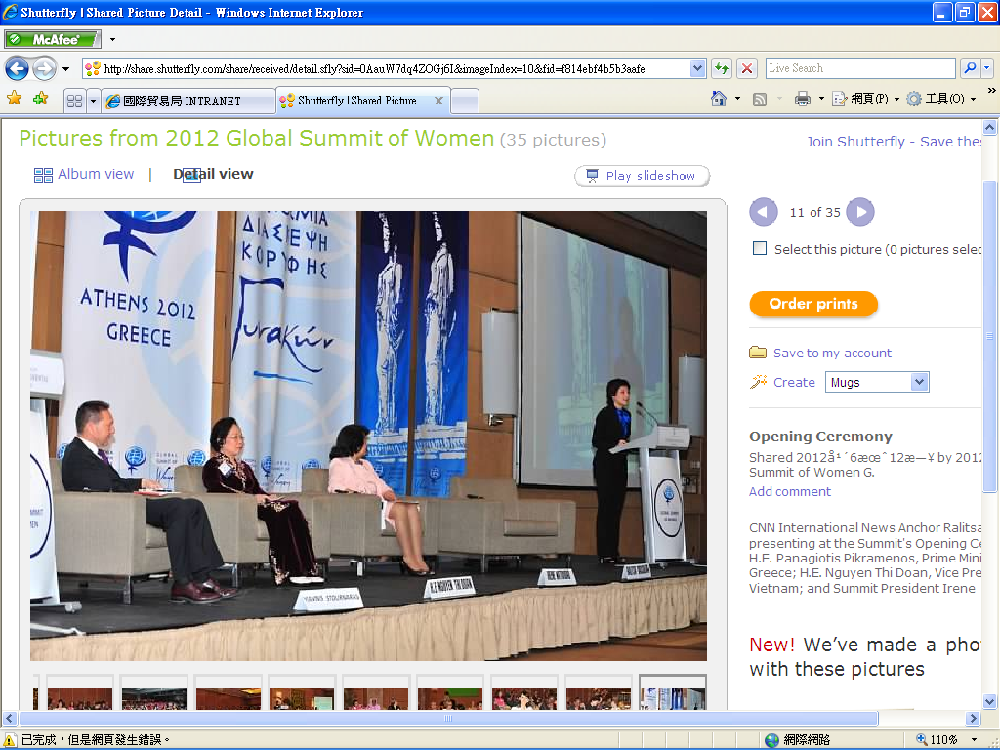 Shutterfly | Shared Picture Detail - Windows Internet Explorer
McAfee
http://share.shutterfly.com/share/received/detail.sfly?sid=0AauW7dq4ZOGj6I&imageIndex=10&fid=f814ebf4b5b3aafe
Live Search
國際貿易局 INTRANET
Shutterfly | Shared Picture ...
網頁(P)
工具(O)
Pictures from 2012 Global Summit of Women (35 pictures)
Join Shutterfly - Save thes
Album view | Detail view
Play slideshow
11 of 35
Select this picture (0 pictures selec
Order prints
Save to my account
Create
Mugs
Opening Ceremony
Shared 2012å¹´6æœˆ12æ—¥ by 2012
Summit of Women G.
Add comment
CNN International News Anchor Ralitsa
presenting at the Summit's Opening Ce
H.E. Panagiotis Pikramenos, Prime Mini
Greece; H.E. Nguyen Thi Doan, Vice Pre
Vietnam; and Summit President Irene
New! We've made a pho
with these pictures
ATHENS 2012
GREECE
ΔΙΑΣΚΕΨΗ
ΚΟΡΥΦΗΣ
Γυναικών
YANNIS STOURNARAS
H.E. NGUYEN THI DOAN
已完成，但是網頁發生錯誤。
網際網路
110%